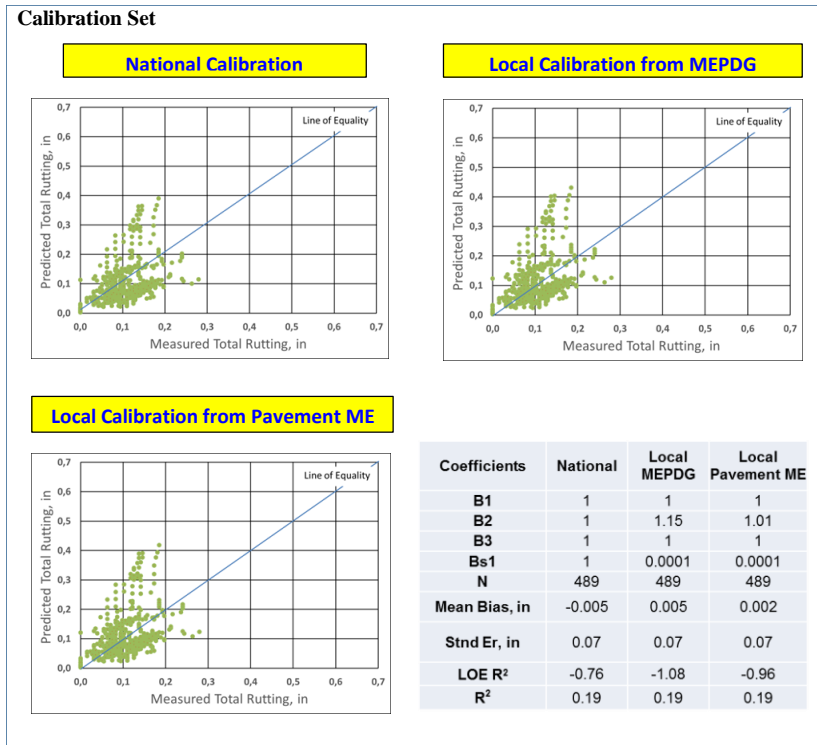 Calibration Set
National Calibration
Local Calibration from MEPDG
0,7
0,6
0,5
0,4
0,3
0,2
0,1
0,0
Predicted Total Rutting, in
Line of Equality
0,0 0,1 0,2 0,3 0,4 0,5 0,6 0,7
Measured Total Rutting, in
0,7
0,6
0,5
0,4
0,3
0,2
0,1
0,0
Predicted Total Rutting, in
Line of Equality
0,0 0,1 0,2 0,3 0,4 0,5 0,6 0,7
Measured Total Rutting, in
Local Calibration from Pavement ME
0,7
0,6
0,5
0,4
0,3
0,2
0,1
0,0
Predicted Total Rutting, in
Line of Equality
0,0 0,1 0,2 0,3 0,4 0,5 0,6 0,7
Measured Total Rutting, in
Coefficients National Local MEPDG Local Pavement ME
B1 1 1 1
B2 1 1.15 1.01
B3 1 1 1
Bs1 1 0.0001 0.0001
N 489 489 489
Mean Bias, in -0.005 0.005 0.002
Stnd Er, in 0.07 0.07 0.07
LOE R² -0.76 -1.08 -0.96
R² 0.19 0.19 0.19